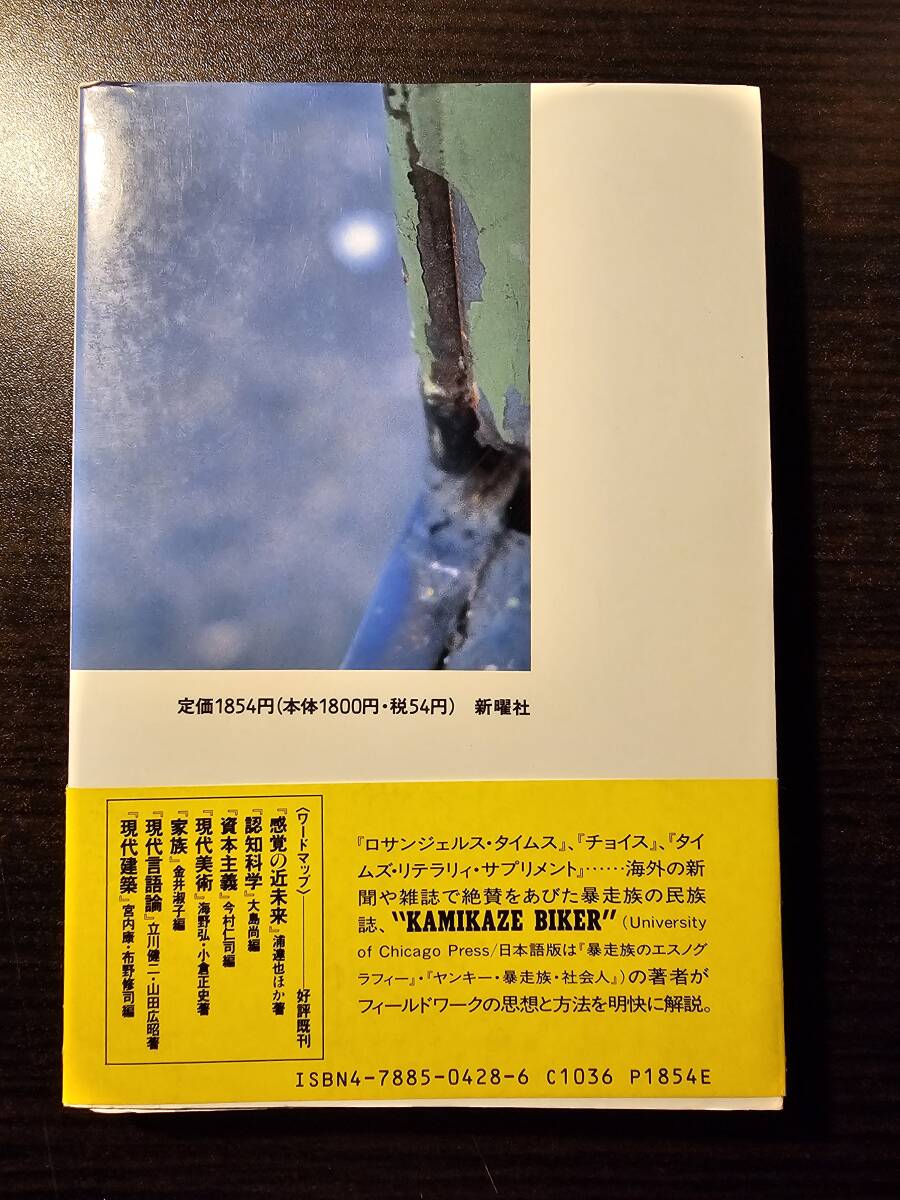 定価1854円(本体1800円・税54円) 新曜社
〈ワードマップ〉―――好評既刊
『感覚の近未来』浦達也ほか著
『認知科学』大島尚編
『資本主義』今村仁司編
『現代美術』海野弘・小倉正史著
『家族』金井淑子編
『現代言語論』立川健二・山田広昭著
『現代建築』宮内康・布野修司編
『ロサンジェルス・タイムス』、『チョイス』、『タイ
ムズ・リテラリィ・サプリメント』……海外の新
聞や雑誌で絶賛をあびた暴走族の民族
誌、"KAMIKAZE BIKER"(University
of Chicago Press/日本語版は『暴走族のエスノグ
ラフィー』・『ヤンキー・暴走族・社会人』)の著者が
フィールドワークの思想と方法を明快に解説。
ISBN4-7885-0428-6 C1036 P1854E